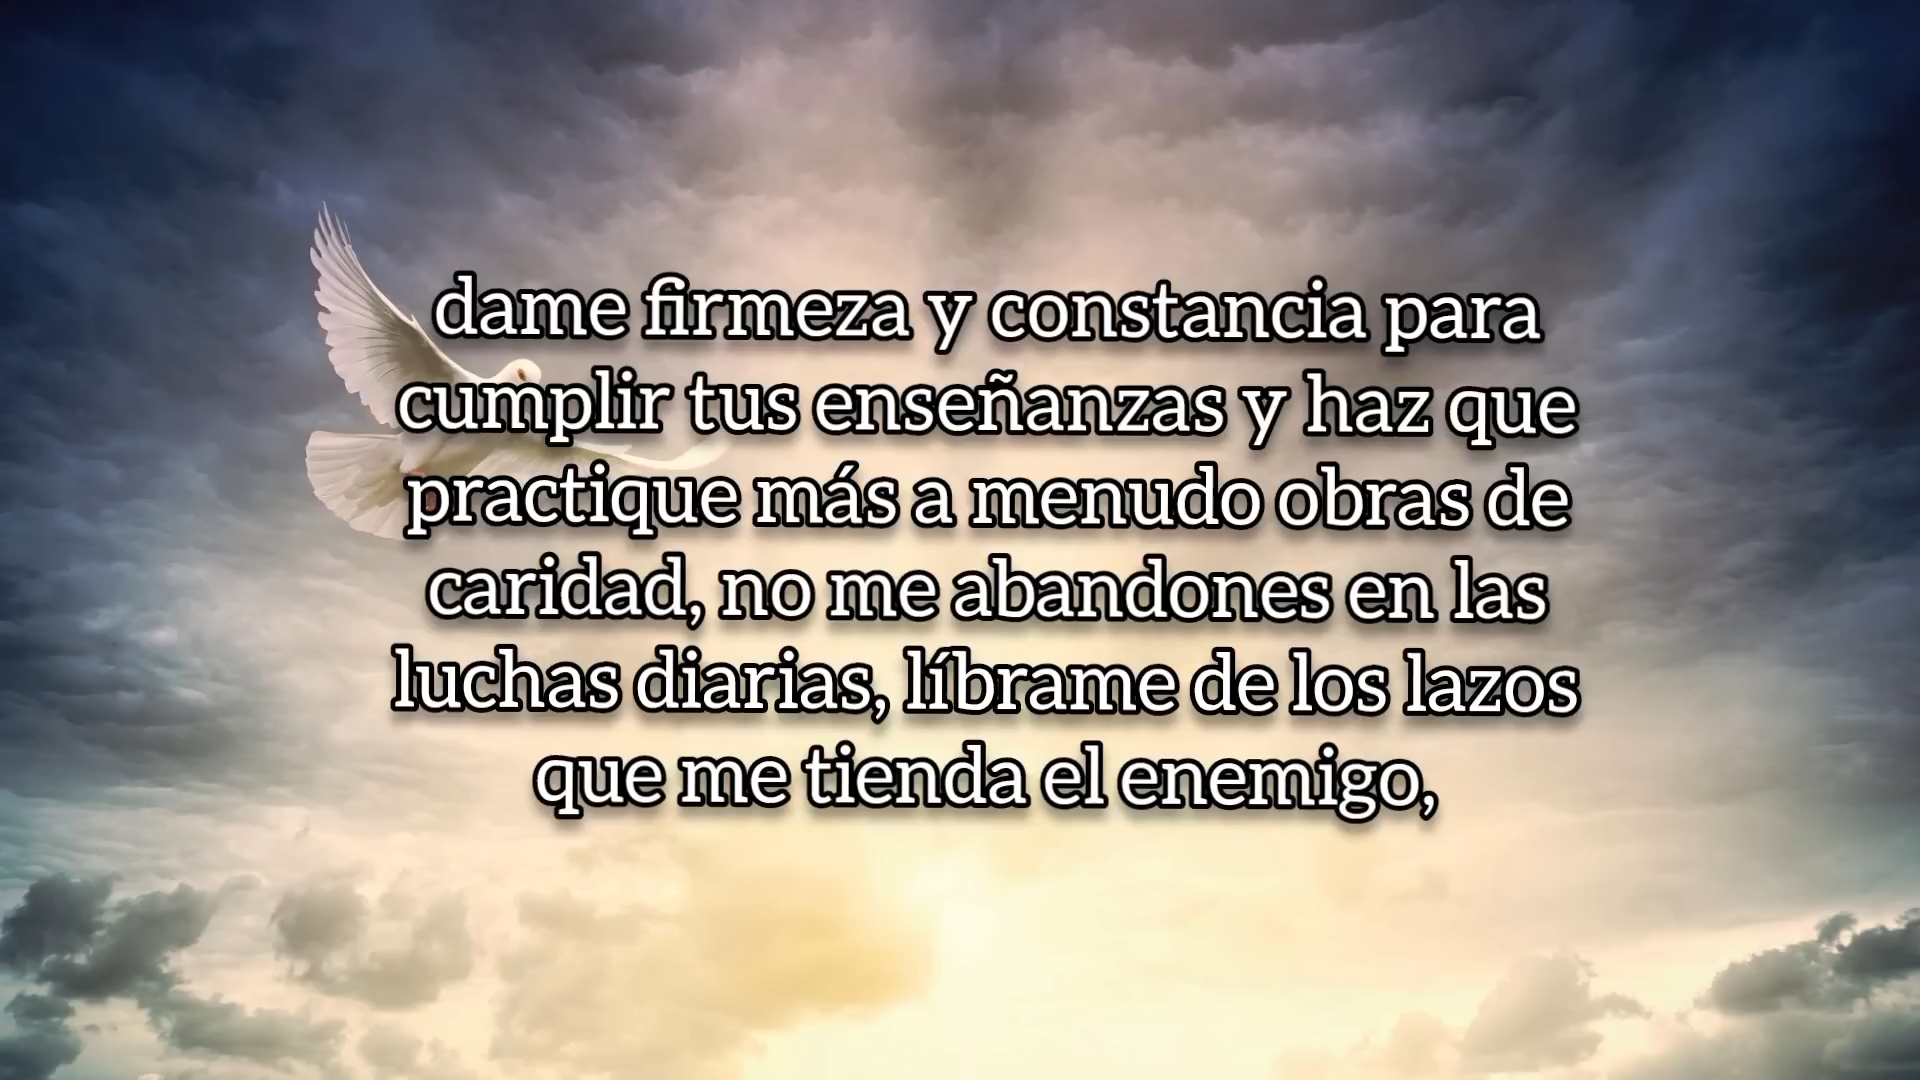 dame firmeza y constancia para
cumplir tus enseñanzas y haz que
practique más a menudo obras de
caridad, no me abandones en las
luchas diarias, líbrame de los lazos
que me tienda el enemigo,